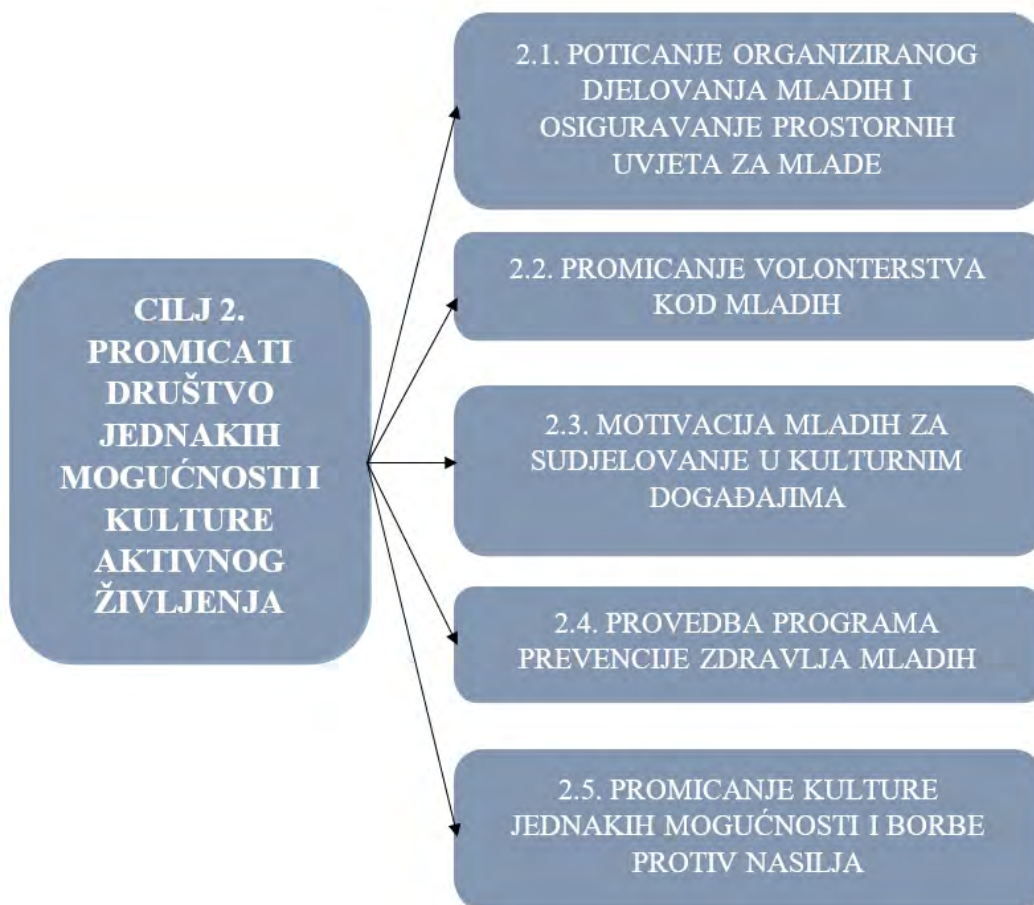 CILJ 2.
PROMICATI
DRUŠTVO
JEDNAKIH
MOGUĆNOSTI I
KULTURE
AKTIVNOG
ŽIVLJENJA
2.1. POTICANJE ORGANIZIRANOG
DJELOVANJA MLADIH I
OSIGURAVANJE PROSTORNIH
UVJETA ZA MLADE
2.2. PROMICANJE VOLONTERSTVA
KOD MLADIH
2.3. MOTIVACIJA MLADIH ZA
SUDJELOVANJE U KULTURNIM
DOGAĐAJIMA
2.4. PROVEDBA PROGRAMA
PREVENCIJE ZDRAVLJA MLADIH
2.5. PROMICANJE KULTURE
JEDNAKIH MOGUĆNOSTI I BORBE
PROTIV NASILJA